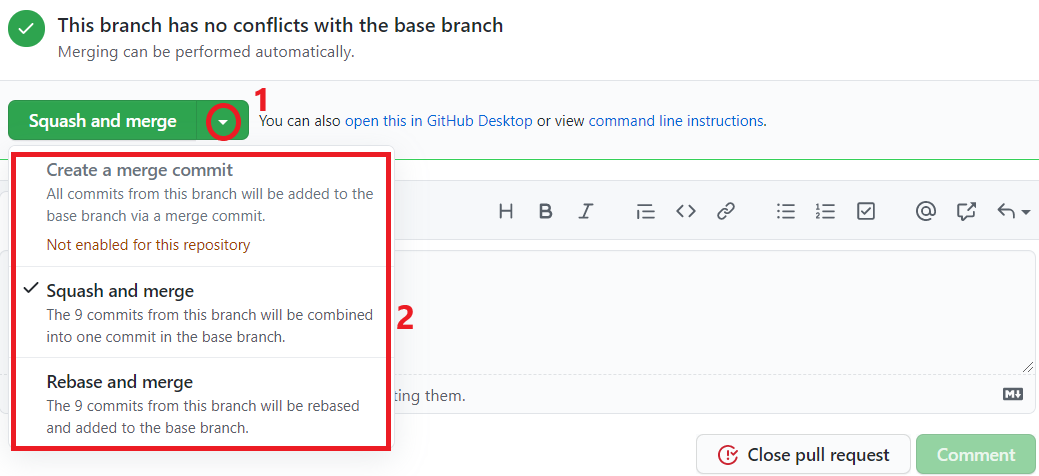 This branch has no conflicts with the base branch
Merging can be performed automatically.
1
Squash and merge
You can also open this in GitHub Desktop or view command line instructions.
Create a merge commit
All commits from this branch will be added to the
base branch via a merge commit.
Not enabled for this repository
Squash and merge
The 9 commits from this branch will be combined
into one commit in the base branch.
2
Rebase and merge
The 9 commits from this branch will be rebased
and added to the base branch.
ting them.
Close pull request
Comment